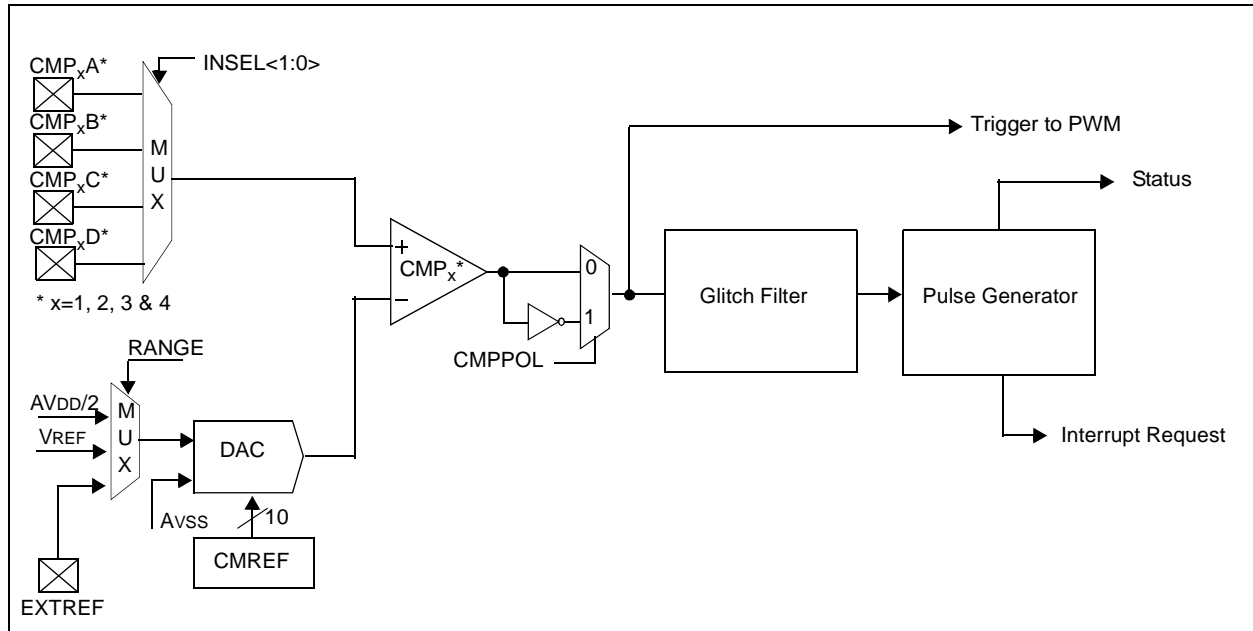 INSEL<1:0>
CMPxA*
CMPxB*
CMPxC*
CMPxD*
M
U
X
* x=1, 2, 3 & 4
RANGE
AVDD/2
VREF
M
U
X
EXTREF
AVSS
DAC
10
CMREF
+
CMPx*
–
0
1
CMPPOL
Trigger to PWM
Glitch Filter
Pulse Generator
Status
Interrupt Request